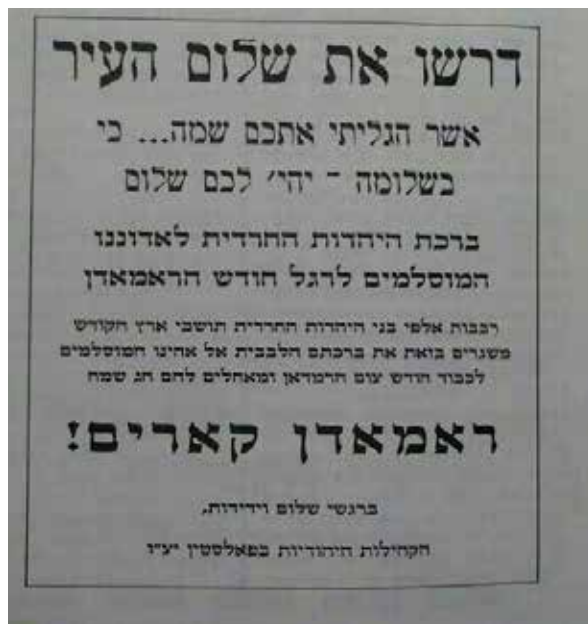 דרשו את שלום העיר
אשר הגליתי אתכם שמה... כי
בשלומה - יהי׳ לכם שלום
ברכת היהדות החרדית לאדוננו
המוסלמים לרגל חודש הראמאדן
רבבות אלפי בני היהדות החרדית תושבי ארץ הקודש
משגרים בזאת את ברכתם הלבבית אל אחינו המוסלמים
לכבוד חודש צום הרמדאן ומאחלים להם חג שמח
ראמאדן קארים!
ברגשי שלום וידידות,
הקהילות היהודיות בפאלסטין יצ״ו